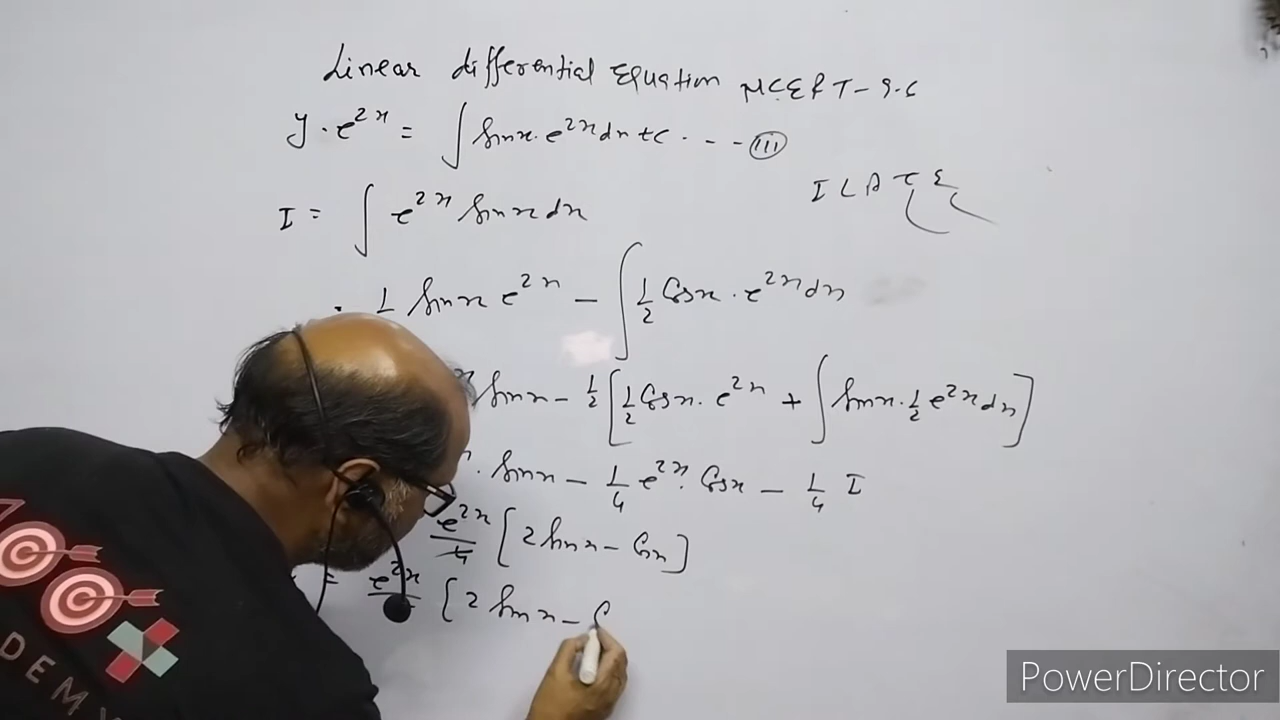 Linear differential Equation NCERT-9.6
y·e^2x = ∫ Sinx·e^2x dx + C · - - (III)
I L A T E
I = ∫ e^2x Sinx dx
= 1 Sinx e^2x - ∫ 1/2 Cosx·e^2x dx
Sinx - 1/2 [1/2 Cosx·e^2x + ∫ Sinx·1/2 e^2x dx]
· Sinx - 1/4 e^2x·Cosx - 1/4 I
e^2x/4 [2 Sinx - Cosx]
= e^2x [2 Sinx - C
DEMY
PowerDirector